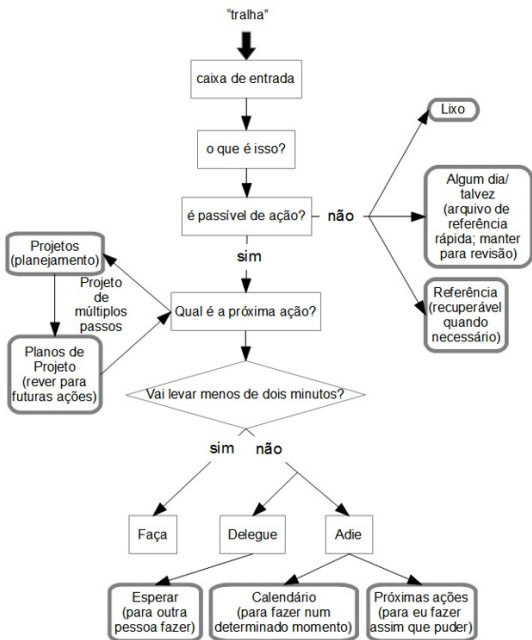 "tralha"
caixa de entrada
o que é isso?
é passível de ação?
não
sim
Lixo
Algum dia/
talvez
(arquivo de
referência
rápida; manter
para revisão)
Referência
(recuperável
quando
necessário)
Projetos
(planejamento)
Projeto
de
múltiplos
passos
Planos de
Projeto
(rever para
futuras ações)
Qual é a próxima ação?
Vai levar menos de dois minutos?
sim
não
Faça
Delegue
Adie
Esperar
(para outra
pessoa fazer)
Calendário
(para fazer num
determinado momento)
Próximas ações
(para eu fazer
assim que puder)